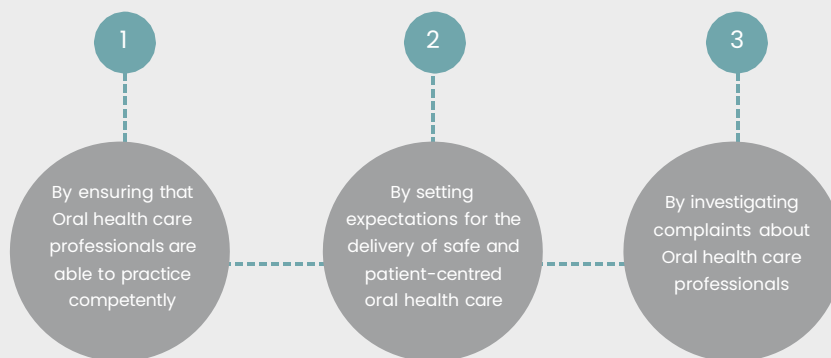 1
By ensuring that
Oral health care
professionals are
able to practice
competently
2
By setting
expectations for the
delivery of safe and
patient-centred
oral health care
3
By investigating
complaints about
Oral health care
professionals